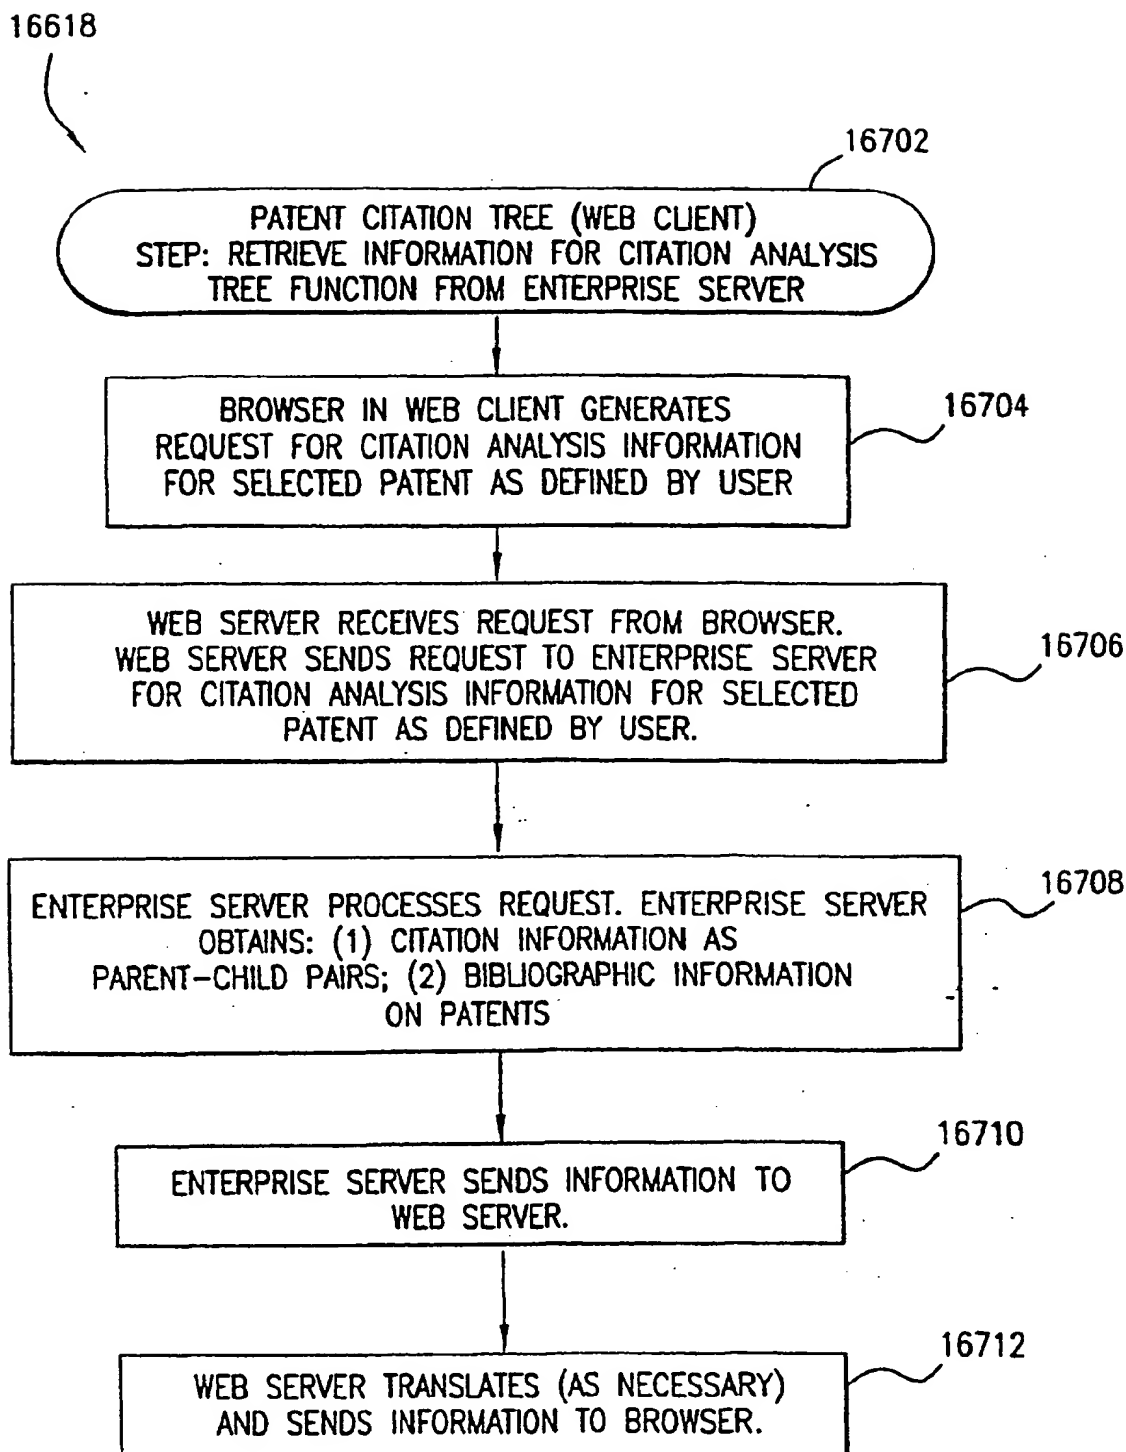 16618
16702
PATENT CITATION TREE (WEB CLIENT)
STEP: RETRIEVE INFORMATION FOR CITATION ANALYSIS
TREE FUNCTION FROM ENTERPRISE SERVER
BROWSER IN WEB CLIENT GENERATES
REQUEST FOR CITATION ANALYSIS INFORMATION
FOR SELECTED PATENT AS DEFINED BY USER
16704
WEB SERVER RECEIVES REQUEST FROM BROWSER.
WEB SERVER SENDS REQUEST TO ENTERPRISE SERVER
FOR CITATION ANALYSIS INFORMATION FOR SELECTED
PATENT AS DEFINED BY USER.
16706
ENTERPRISE SERVER PROCESSES REQUEST. ENTERPRISE SERVER
OBTAINS: (1) CITATION INFORMATION AS
PARENT-CHILD PAIRS; (2) BIBLIOGRAPHIC INFORMATION
ON PATENTS
16708
ENTERPRISE SERVER SENDS INFORMATION TO
WEB SERVER.
16710
WEB SERVER TRANSLATES (AS NECESSARY)
AND SENDS INFORMATION TO BROWSER.
16712